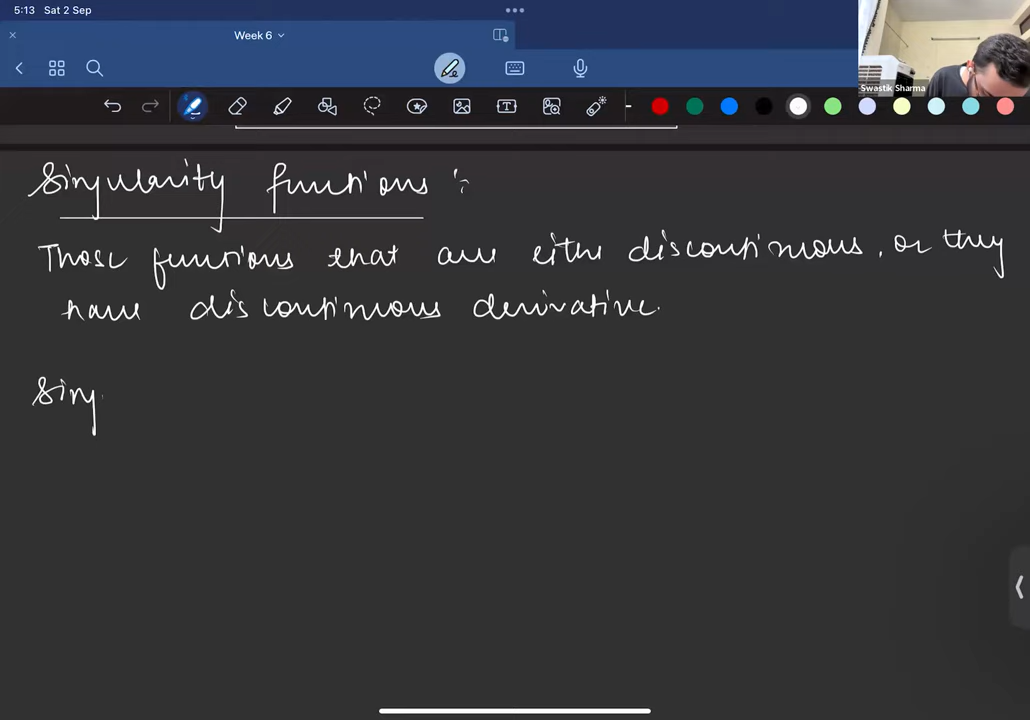 5:13 Sat 2 Sep
Week 6
Swastik Sharma
Singularity functions :-
Those functions that are either discontinuous, or they
have discontinuous derivative.
Sing